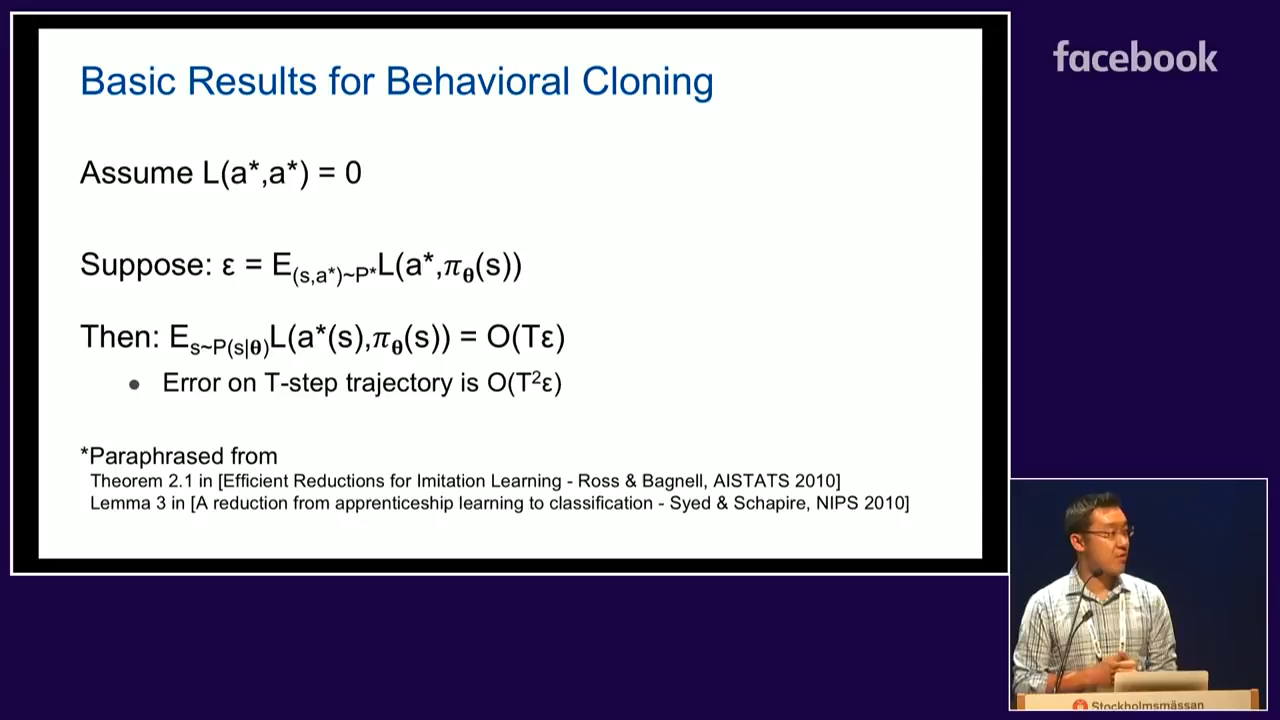 Basic Results for Behavioral Cloning
facebook
Assume L(a*,a*) = 0
Suppose: ε = E(s,a*)~P*L(a*,πθ(s))
Then: Es~P(s|θ)L(a*(s),πθ(s)) = O(Tε)
● Error on T-step trajectory is O(T²ε)
*Paraphrased from
Theorem 2.1 in [Efficient Reductions for Imitation Learning - Ross & Bagnell, AISTATS 2010]
Lemma 3 in [A reduction from apprenticeship learning to classification - Syed & Schapire, NIPS 2010]
Stockholmsmässan